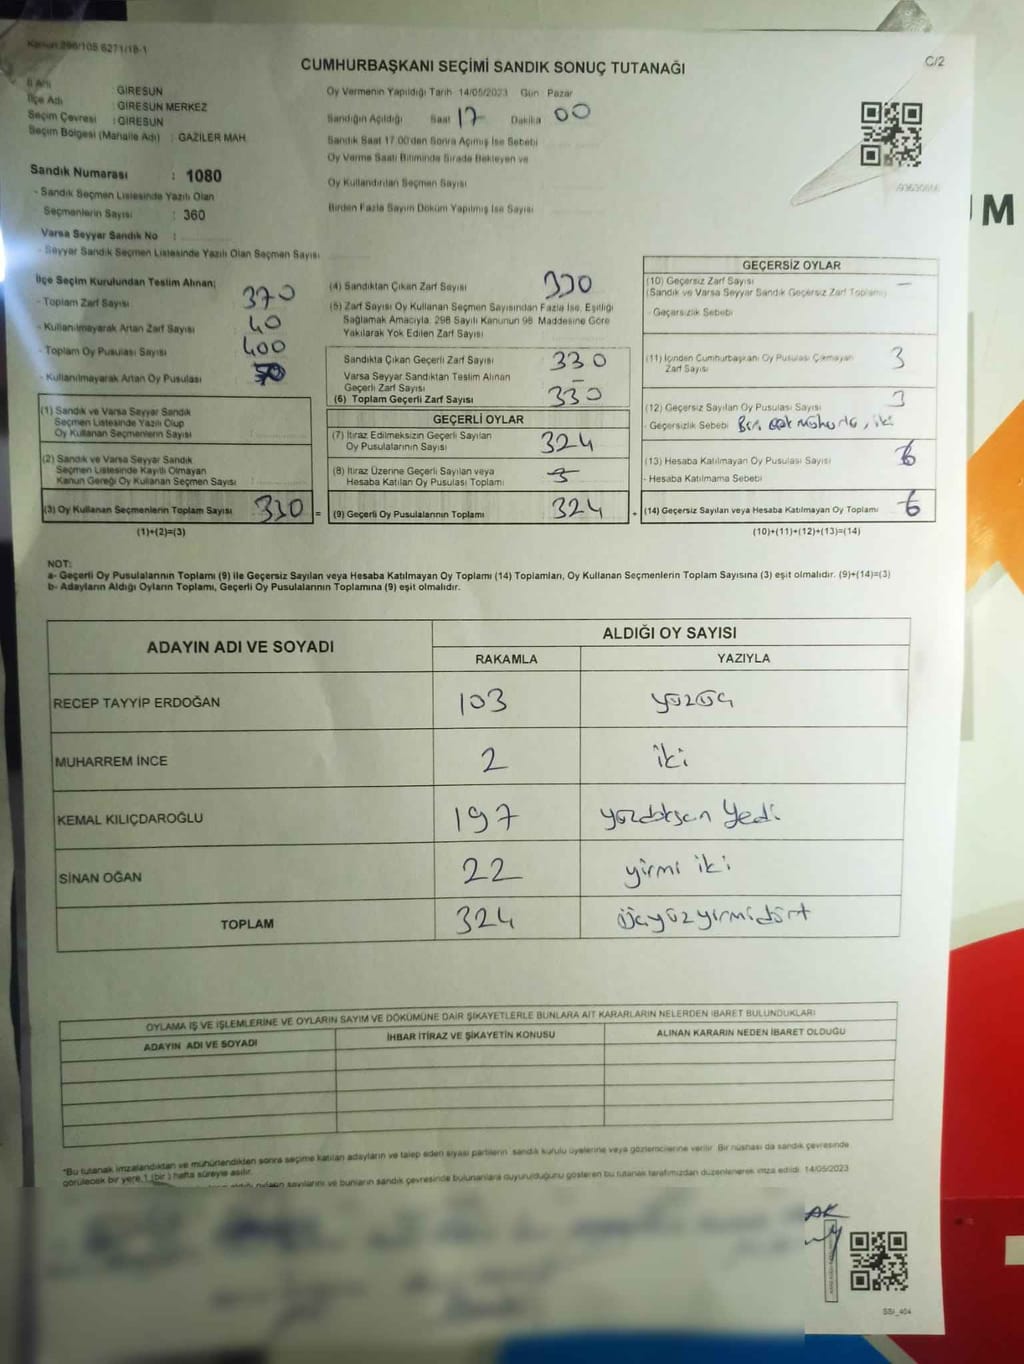 Kanun:298/108 6271/18-1
CUMHURBAŞKANI SEÇİMİ SANDIK SONUÇ TUTANAĞI
C/2
İl Adı : GİRESUN
İlçe Adı : GİRESUN MERKEZ
Seçim Çevresi : GİRESUN
Seçim Bölgesi (Mahalle Adı) : GAZİLER MAH.
Sandık Numarası : 1080
- Sandık Seçmen Listesinde Yazılı Olan
Seçmenlerin Sayısı : 360
Varsa Seyyar Sandık No :
- Seyyar Sandık Seçmen Listesinde Yazılı Olan Seçmen Sayısı
Oy Vermenin Yapıldığı Tarih 14/05/2023 Gün Pazar
Sandığın Açıldığı Saat 17 Dakika 00
Sandık Saat 17.00'den Sonra Açılmış İse Sebebi
Oy Verme Saati Bitiminde Sırada Bekleyen ve
Oy Kullandırılan Seçmen Sayısı
Birden Fazla Sayım Döküm Yapılmış İse Sayısı
İlçe Seçim Kurulundan Teslim Alınan;
- Toplam Zarf Sayısı 370
- Kullanılmayarak Artan Zarf Sayısı 40
- Toplam Oy Pusulası Sayısı 400
- Kullanılmayarak Artan Oy Pusulası 70
(1) Sandık ve Varsa Seyyar Sandık
Seçmen Listesinde Yazılı Olup
Oy Kullanan Seçmenlerin Sayısı
(2) Sandık ve Varsa Seyyar Sandık
Seçmen Listesinde Kayıtlı Olmayan
Kanun Gereği Oy Kullanan Seçmen Sayısı
(3) Oy Kullanan Seçmenlerin Toplam Sayısı 330 =
(1)+(2)=(3)
(4) Sandıktan Çıkan Zarf Sayısı 330
(5) Zarf Sayısı Oy Kullanan Seçmen Sayısından Fazla İse, Eşitliği
Sağlamak Amacıyla 298 Sayılı Kanunun 98 Maddesine Göre
Yakılarak Yok Edilen Zarf Sayısı
Sandıkta Çıkan Geçerli Zarf Sayısı 330
Varsa Seyyar Sandıktan Teslim Alınan
Geçerli Zarf Sayısı -
(6) Toplam Geçerli Zarf Sayısı 330
GEÇERLİ OYLAR
(7) İtiraz Edilmeksizin Geçerli Sayılan
Oy Pusulalarının Sayısı 324
(8) İtiraz Üzerine Geçerli Sayılan veya
Hesaba Katılan Oy Pusulası Toplamı
(9) Geçerli Oy Pusulalarının Toplamı 324 +
GEÇERSİZ OYLAR
(10) Geçersiz Zarf Sayısı -
(Sandık ve Varsa Seyyar Sandık Geçersiz Zarf Toplamı)
- Geçersizlik Sebebi
(11) İçinden Cumhurbaşkanı Oy Pusulası Çıkmayan
Zarf Sayısı 3
(12) Geçersiz Sayılan Oy Pusulası Sayısı 3
- Geçersizlik Sebebi
(13) Hesaba Katılmayan Oy Pusulası Sayısı 6
- Hesaba Katılmama Sebebi
(14) Geçersiz Sayılan veya Hesaba Katılmayan Oy Toplamı 6
(10)+(11)+(12)+(13)=(14)
NOT:
a- Geçerli Oy Pusulalarının Toplamı (9) ile Geçersiz Sayılan veya Hesaba Katılmayan Oy Toplamı (14) Toplamları, Oy Kullanan Seçmenlerin Toplam Sayısına (3) eşit olmalıdır. (9)+(14)=(3)
b- Adayların Aldığı Oyların Toplamı, Geçerli Oy Pusulalarının Toplamına (9) eşit olmalıdır.
ADAYIN ADI VE SOYADI
ALDIĞI OY SAYISI
RAKAMLA YAZIYLA
RECEP TAYYİP ERDOĞAN 103 yüzüç
MUHARREM İNCE 2 iki
KEMAL KILIÇDAROĞLU 197 yüzdoksan yedi
SİNAN OĞAN 22 yirmi iki
TOPLAM 324 üçyüzyirmidört
OYLAMA İŞ VE İŞLEMLERİNE VE OYLARIN SAYIM VE DÖKÜMÜNE DAİR ŞİKAYETLERLE BUNLARA AİT KARARLARIN NELERDEN İBARET BULUNDUKLARI
ADAYIN ADI VE SOYADI İHBAR İTİRAZ VE ŞİKAYETİN KONUSU ALINAN KARARIN NEDEN İBARET OLDUĞU
*Bu tutanak imzalandıktan ve mühürlendikten sonra seçime katılan adayların ve talep eden siyasi partilerin sandık kurulu üyelerine veya gözlemcilerine verilir. Bir nüshası da sandık çevresinde
görülecek bir yere 1 (bir) hafta süreyle asılır.
oyların sayılarını ve bunların sandık çevresinde bulunanlara duyurulduğunu gösteren bu tutanak tarafımızdan düzenlenerek imza edildi. 14/05/2023
AK
SSI_404
UM